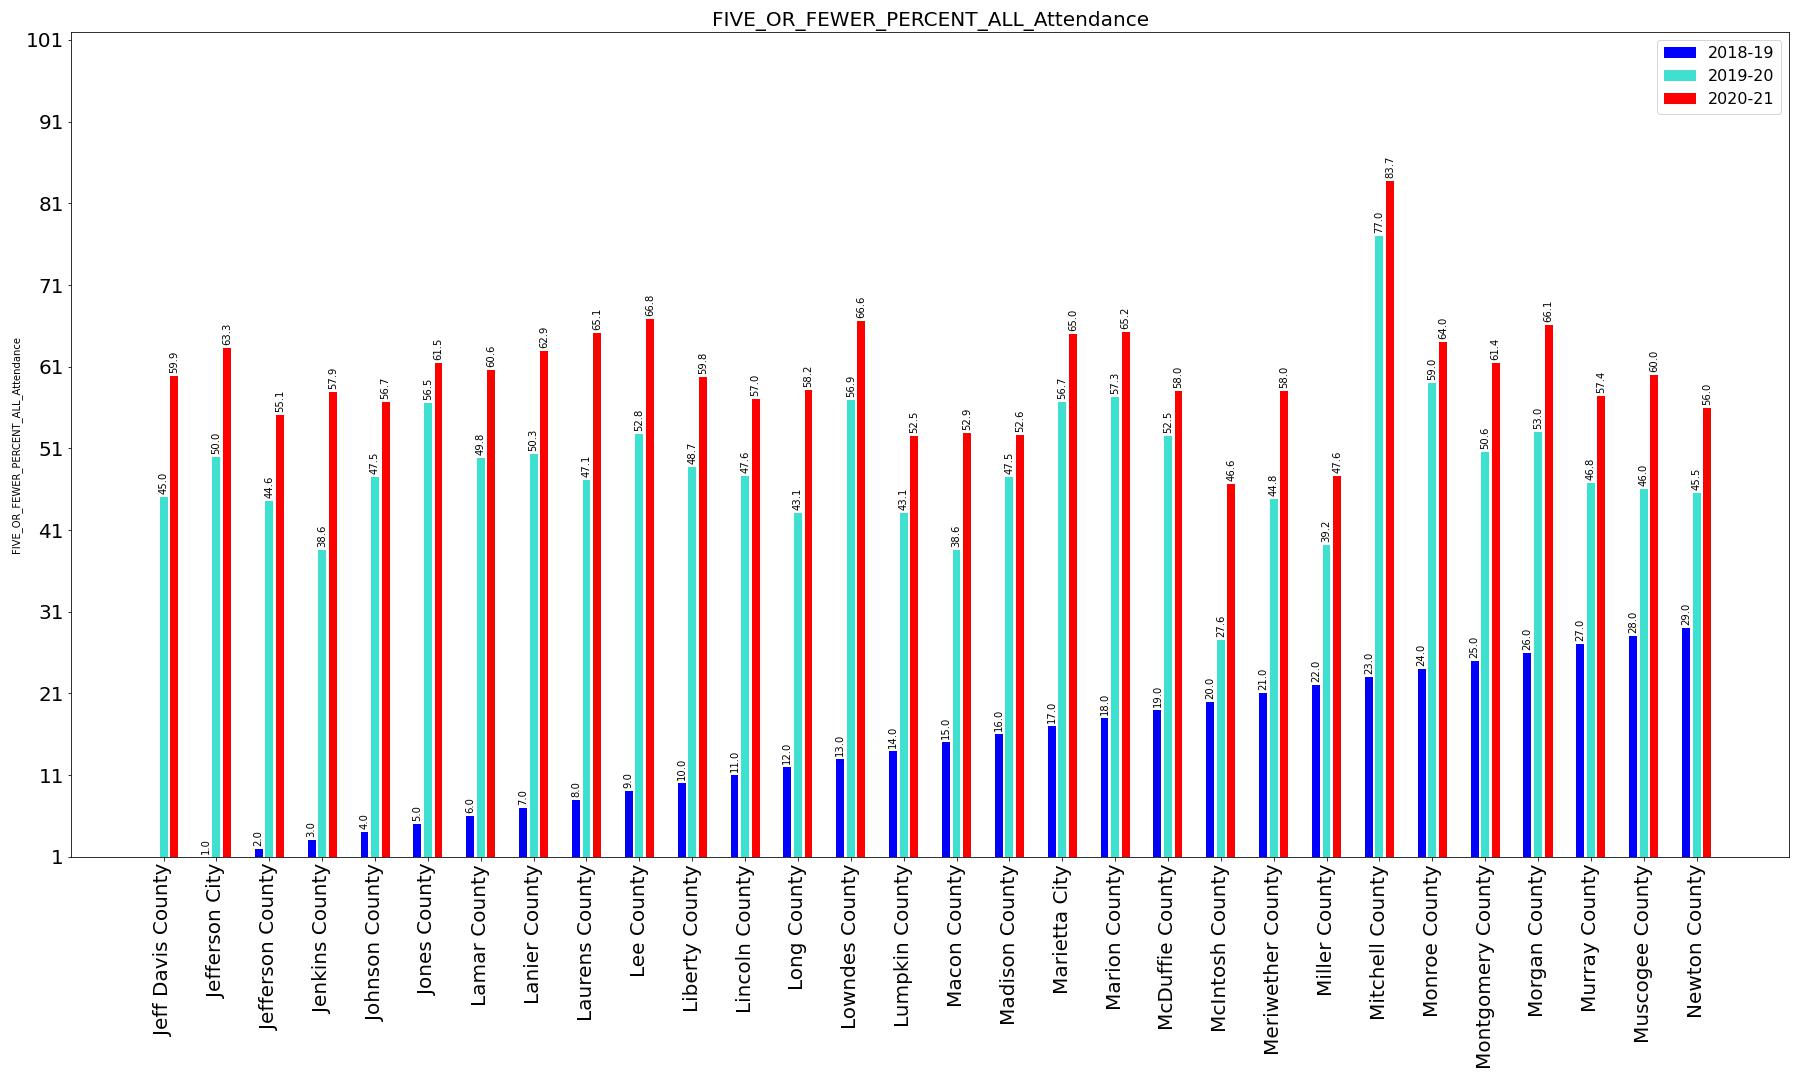 FIVE_OR_FEWER_PERCENT_ALL_Attendance
2018-19
2019-20
2020-21
FIVE_OR_FEWER_PERCENT_ALL_Attendance
101
91
81
71
61
51
41
31
21
11
1
45.0 59.9
1.0 50.0 63.3
2.0 44.6 55.1
3.0 38.6 57.9
4.0 47.5 56.7
5.0 56.5 61.5
6.0 49.8 60.6
7.0 50.3 62.9
8.0 47.1 65.1
9.0 52.8 66.8
10.0 48.7 59.8
11.0 47.6 57.0
12.0 43.1 58.2
13.0 56.9 66.6
14.0 43.1 52.5
15.0 38.6 52.9
16.0 47.5 52.6
17.0 56.7 65.0
18.0 57.3 65.2
19.0 52.5 58.0
20.0 27.6 46.6
21.0 44.8 58.0
22.0 39.2 47.6
23.0 77.0 83.7
24.0 59.0 64.0
25.0 50.6 61.4
26.0 53.0 66.1
27.0 46.8 57.4
28.0 46.0 60.0
29.0 45.5 56.0
Jeff Davis County
Jefferson City
Jefferson County
Jenkins County
Johnson County
Jones County
Lamar County
Lanier County
Laurens County
Lee County
Liberty County
Lincoln County
Long County
Lowndes County
Lumpkin County
Macon County
Madison County
Marietta City
Marion County
McDuffie County
McIntosh County
Meriwether County
Miller County
Mitchell County
Monroe County
Montgomery County
Morgan County
Murray County
Muscogee County
Newton County